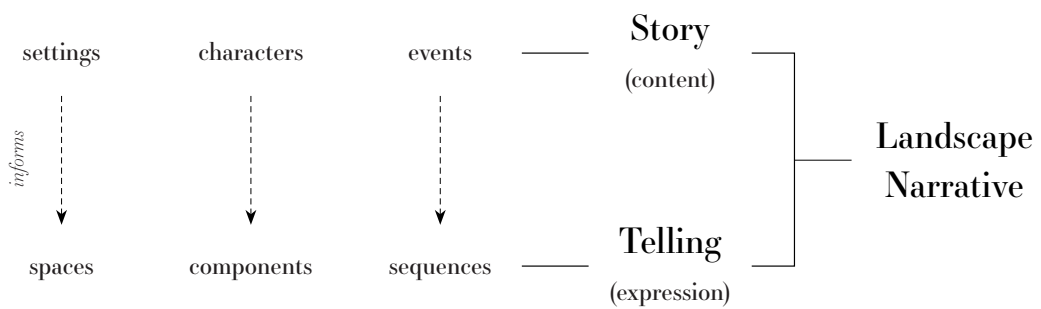 settings
characters
events
Story
(content)
informs
Landscape
Narrative
spaces
components
sequences
Telling
(expression)